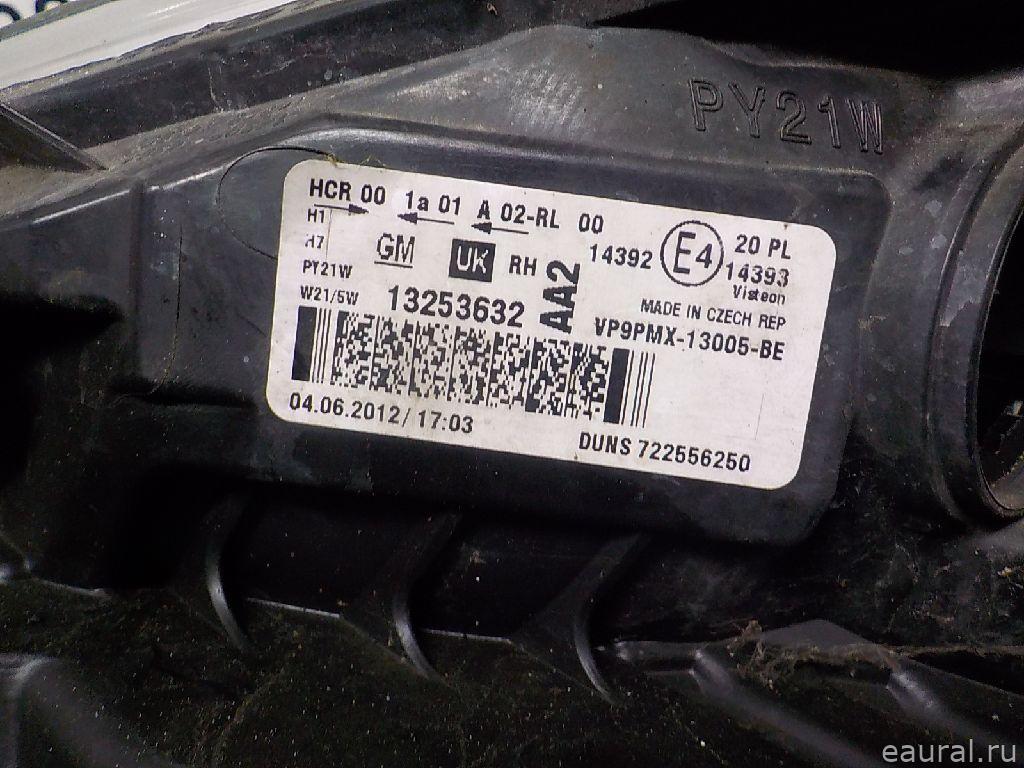 PY21W
HCR 00 1a 01 A 02-RL 00
H1
H7
PY21W
W21/5W
GM
UK
RH
AA2
13253632
14392
E4
20 PL
14393
Visteon
MADE IN CZECH REP
VP9PMX-13005-BE
04.06.2012/ 17:03
DUNS 722556250
eaural.ru